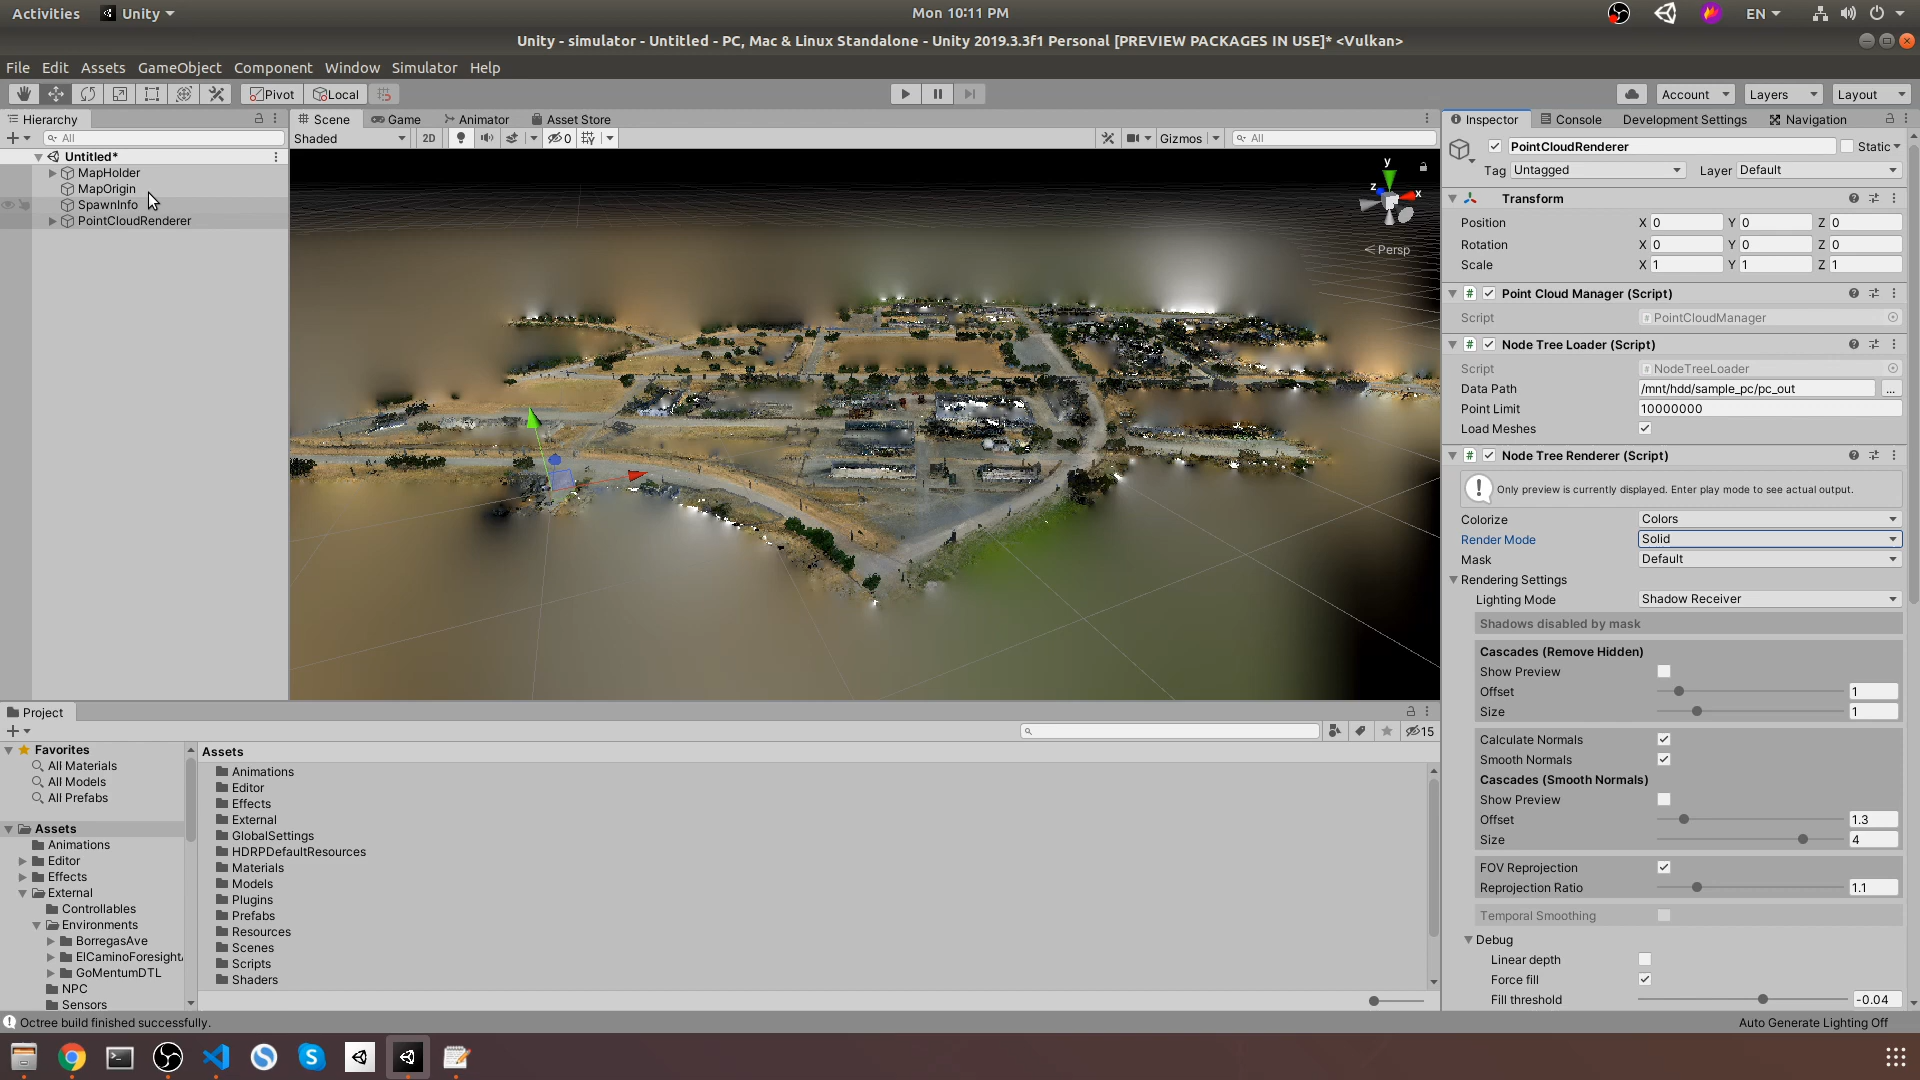 Activities Unity Mon 10:11 PM EN
Unity - simulator - Untitled - PC, Mac & Linux Standalone - Unity 2019.3.3f1 Personal [PREVIEW PACKAGES IN USE]* <Vulkan>
File Edit Assets GameObject Component Window Simulator Help
Pivot Local Account Layers Layout
Hierarchy
All
Untitled*
MapHolder
MapOrigin
SpawnInfo
PointCloudRenderer
Scene Game Animator Asset Store
Shaded 2D 0 Gizmos All
y
z x
< Persp
Inspector Console Development Settings Navigation
PointCloudRenderer Static
Tag Untagged Layer Default
Transform
Position X 0 Y 0 Z 0
Rotation X 0 Y 0 Z 0
Scale X 1 Y 1 Z 1
# Point Cloud Manager (Script)
Script # PointCloudManager
# Node Tree Loader (Script)
Script # NodeTreeLoader
Data Path /mnt/hdd/sample_pc/pc_out ...
Point Limit 10000000
Load Meshes
# Node Tree Renderer (Script)
Only preview is currently displayed. Enter play mode to see actual output.
Colorize Colors
Render Mode Solid
Mask Default
Rendering Settings
Lighting Mode Shadow Receiver
Shadows disabled by mask
Cascades (Remove Hidden)
Show Preview
Offset 1
Size 1
Calculate Normals
Smooth Normals
Cascades (Smooth Normals)
Show Preview
Offset 1.3
Size 4
FOV Reprojection
Reprojection Ratio 1.1
Temporal Smoothing
Debug
Linear depth
Force fill
Fill threshold -0.04
Project
15
Favorites
All Materials
All Models
All Prefabs
Assets
Animations
Editor
Effects
External
Controllables
Environments
BorregasAve
ElCaminoForesight
GoMentumDTL
NPC
Sensors
Assets
Animations
Editor
Effects
External
GlobalSettings
HDRPDefaultResources
Materials
Models
Plugins
Prefabs
Resources
Scenes
Scripts
Shaders
Octree build finished successfully. Auto Generate Lighting Off